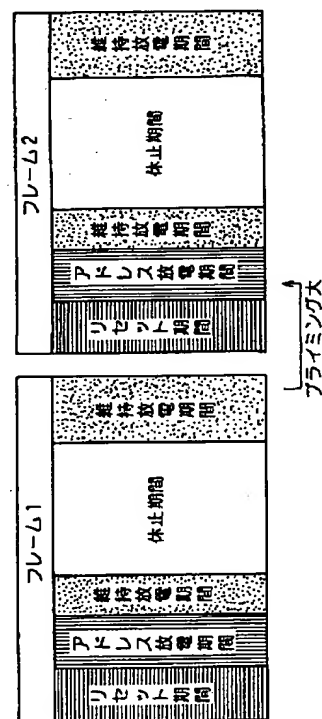 フレーム1
リセット期間
アドレス放電期間
維持放電期間
休止期間
維持放電期間
フレーム2
リセット期間
アドレス放電期間
維持放電期間
休止期間
維持放電期間
プライミング大